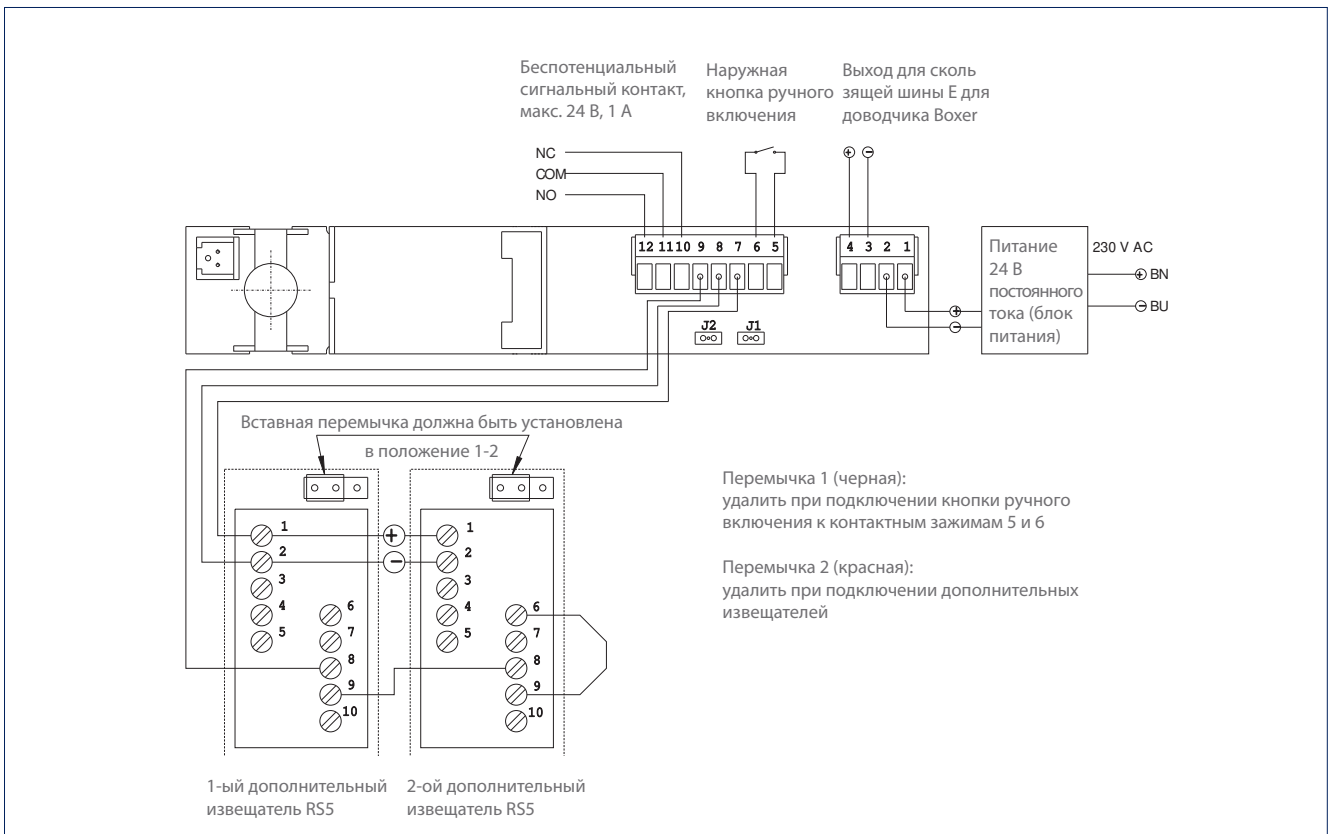 Беспотенциальный
сигнальный контакт,
макс. 24 В, 1 А
Наружная
кнопка ручного
включения
Выход для сколь
зящей шины E для
доводчика Boxer
NC
COM
NO
12 11 10 9 8 7 6 5
4 3 2 1
Питание
24 В
постоянного
тока (блок
питания)
230 V AC
+ BN
− BU
+
−
J2 J1
Вставная перемычка должна быть установлена
в положение 1-2
1
2
3
4
5
6
7
8
9
10
+
−
1
2
3
4
5
6
7
8
9
10
Перемычка 1 (черная):
удалить при подключении кнопки ручного
включения к контактным зажимам 5 и 6
Перемычка 2 (красная):
удалить при подключении дополнительных
извещателей
1-ый дополнительный
извещатель RS5
2-ой дополнительный
извещатель RS5